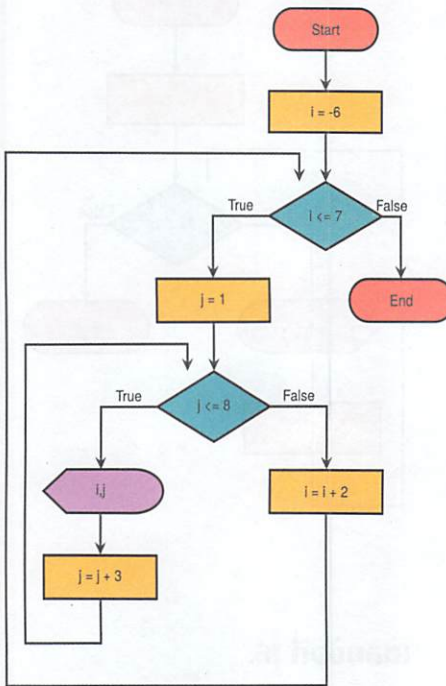 Start
i = -6
i <= 7
True
False
j = 1
End
j <= 8
True
False
i,j
i = i + 2
j = j + 3